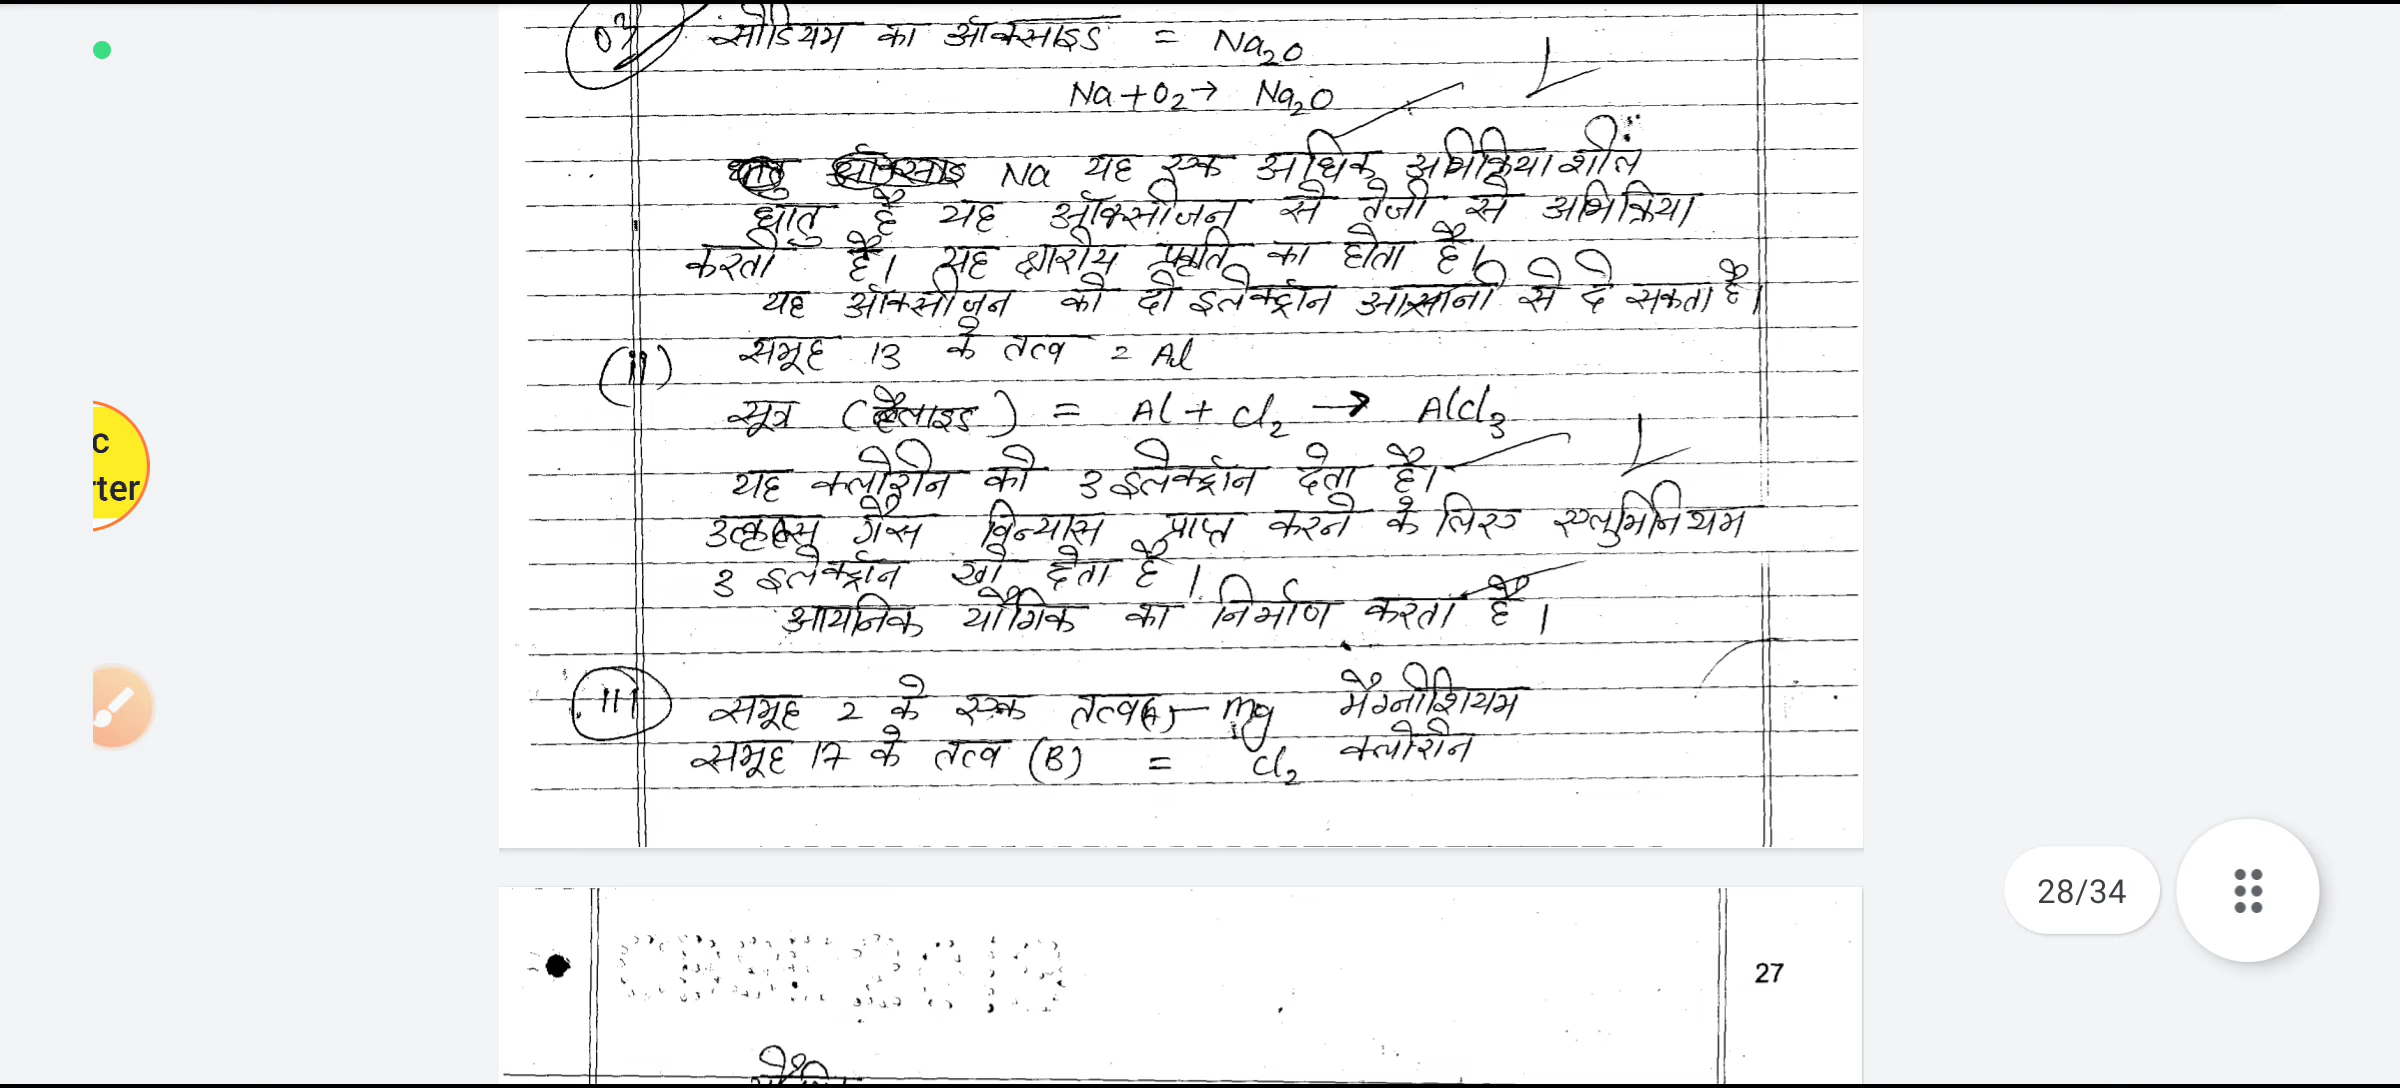 सोडियम का ऑक्साइड = Na₂O
Na + O₂ → Na₂O
Na यह एक अधिक अभिक्रियाशील
धातु है यह ऑक्सीजन से तेजी से अभिक्रिया
करती है। यह क्षारीय प्रवृति का होता है।
यह ऑक्सीजन को दो इलेक्ट्रॉन आसानी से दे सकता है।
(ii) समूह 13 के तत्व = Al
सूत्र (हैलाइड) = Al + Cl₂ → AlCl₃
यह क्लोरीन को 3 इलेक्ट्रॉन देता है।
गैस विन्यास प्राप्त करने के लिए एलुमिनियम
3 इलेक्ट्रॉन खो देता है।
आयनिक यौगिक का निर्माण करता है।
III समूह 2 के एक तत्व(A) – Mg मैग्नीशियम
समूह 17 के तत्व (B) = Cl₂ क्लोरीन
c
rter
28/34
27